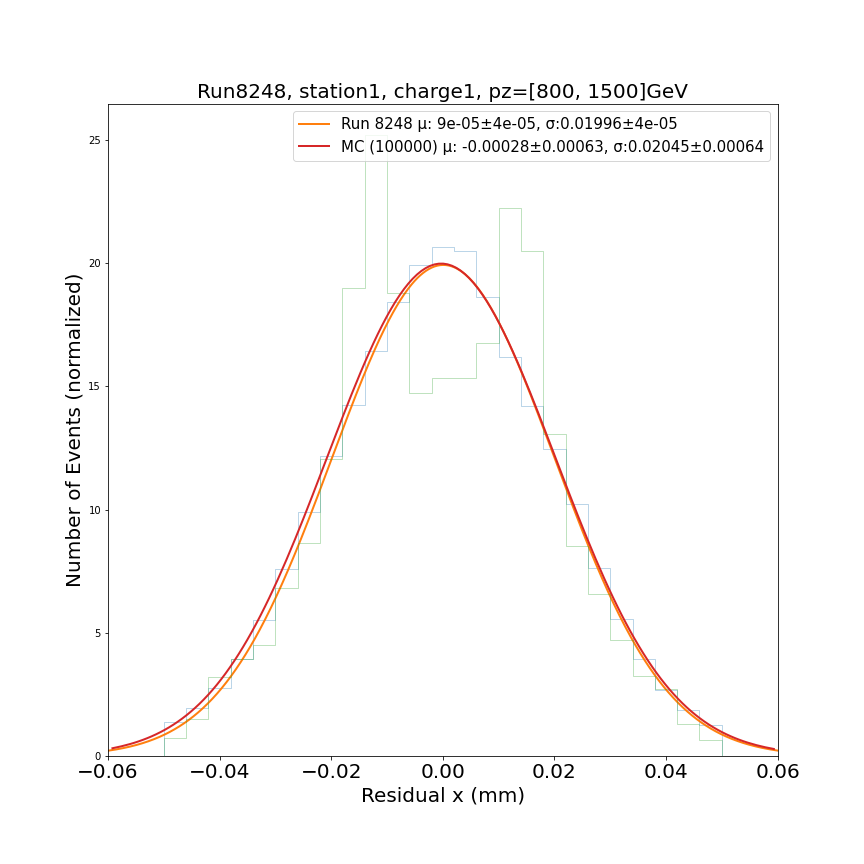 Run8248, station1, charge1, pz=[800, 1500]GeV
Run 8248 μ: 9e-05±4e-05, σ:0.01996±4e-05
MC (100000) μ: -0.00028±0.00063, σ:0.02045±0.00064
25
20
15
10
5
0
Number of Events (normalized)
−0.06 −0.04 −0.02 0.00 0.02 0.04 0.06
Residual x (mm)